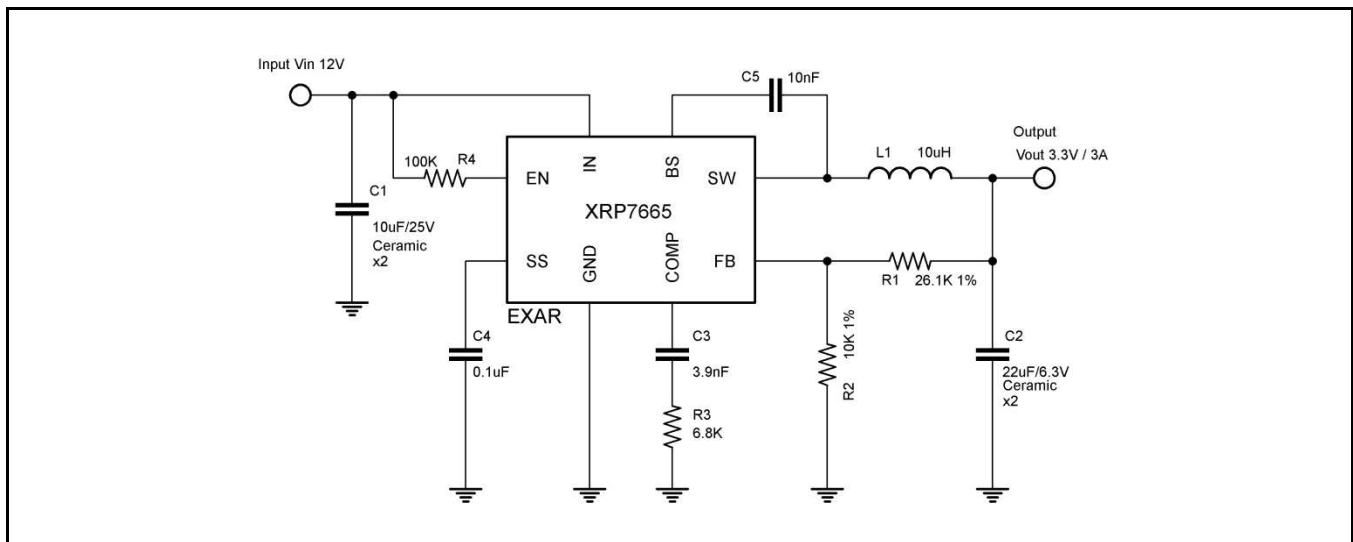 Input Vin 12V
C5
10nF
Output
Vout 3.3V / 3A
L1
10uH
100K
R4
EN
IN
BS
SW
XRP7665
C1
10uF/25V
Ceramic
x2
SS
GND
COMP
FB
R1
26.1K 1%
EXAR
C4
0.1uF
C3
3.9nF
10K 1%
R2
C2
22uF/6.3V
Ceramic
x2
R3
6.8K